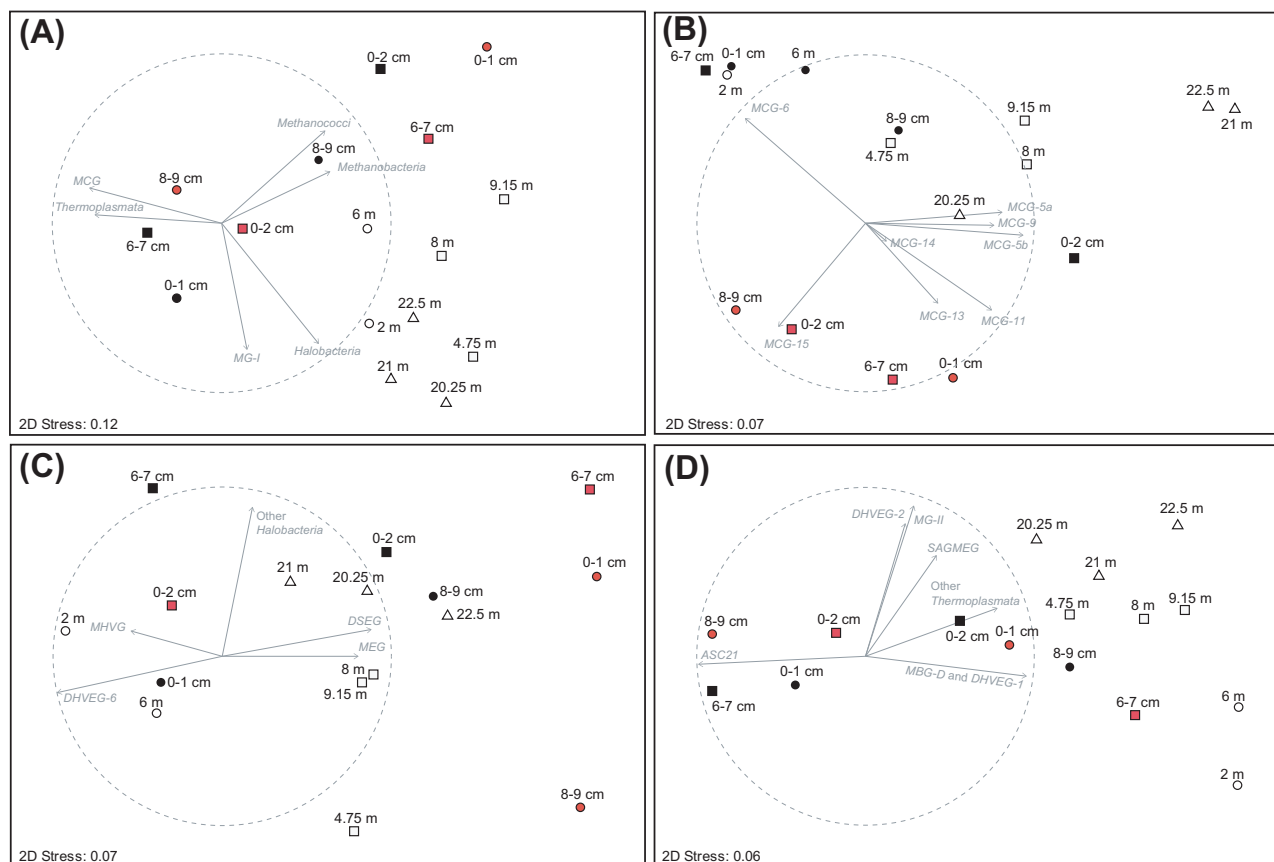 (A)
0-2 cm
0-1 cm
Methanococci
6-7 cm
8-9 cm
Methanobacteria
MCG
8-9 cm
9.15 m
Thermoplasmata
6-7 cm
0-2 cm
6 m
8 m
0-1 cm
22.5 m
2 m
MG-I
Halobacteria
4.75 m
21 m
20.25 m
2D Stress: 0.12
(B)
6-7 cm
0-1 cm
6 m
2 m
MCG-6
22.5 m
21 m
9.15 m
8-9 cm
4.75 m
8 m
20.25 m
MCG-5a
MCG-9
MCG-14
MCG-5b
0-2 cm
8-9 cm
MCG-13
MCG-11
0-2 cm
MCG-15
6-7 cm
0-1 cm
2D Stress: 0.07
(C)
6-7 cm
6-7 cm
Other
Halobacteria
0-2 cm
21 m
20.25 m
0-1 cm
0-2 cm
8-9 cm
22.5 m
2 m
MHVG
DSEG
MEG
8 m
0-1 cm
9.15 m
DHVEG-6
6 m
8-9 cm
4.75 m
2D Stress: 0.07
(D)
DHVEG-2
MG-II
22.5 m
20.25 m
SAGMEG
21 m
Other
Thermoplasmata
4.75 m
8 m
9.15 m
8-9 cm
0-2 cm
0-2 cm
0-1 cm
ASC21
0-1 cm
8-9 cm
MBG-D and DHVEG-1
6-7 cm
6-7 cm
6 m
2 m
2D Stress: 0.06